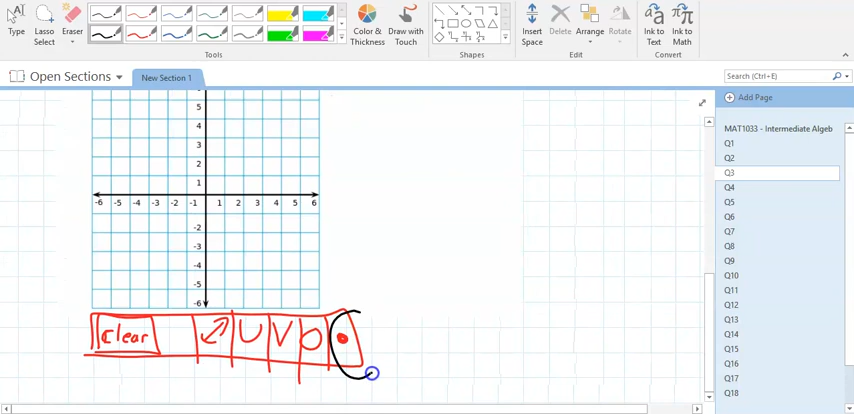 Type Lasso Select Eraser Color & Thickness Draw with Touch Insert Space Delete Arrange Rotate Ink to Text Ink to Math
Tools Shapes Edit Convert
Open Sections New Section 1 Search (Ctrl+E)
Add Page
MAT1033 - Intermediate Algeb
Q1
Q2
Q3
Q4
Q5
Q6
Q7
Q8
Q9
Q10
Q11
Q12
Q13
Q14
Q15
Q16
Q17
Q18
5
4
3
2
1
-6 -5 -4 -3 -2 -1 1 2 3 4 5 6
-2
-3
-4
-5
-6
Clear U V O